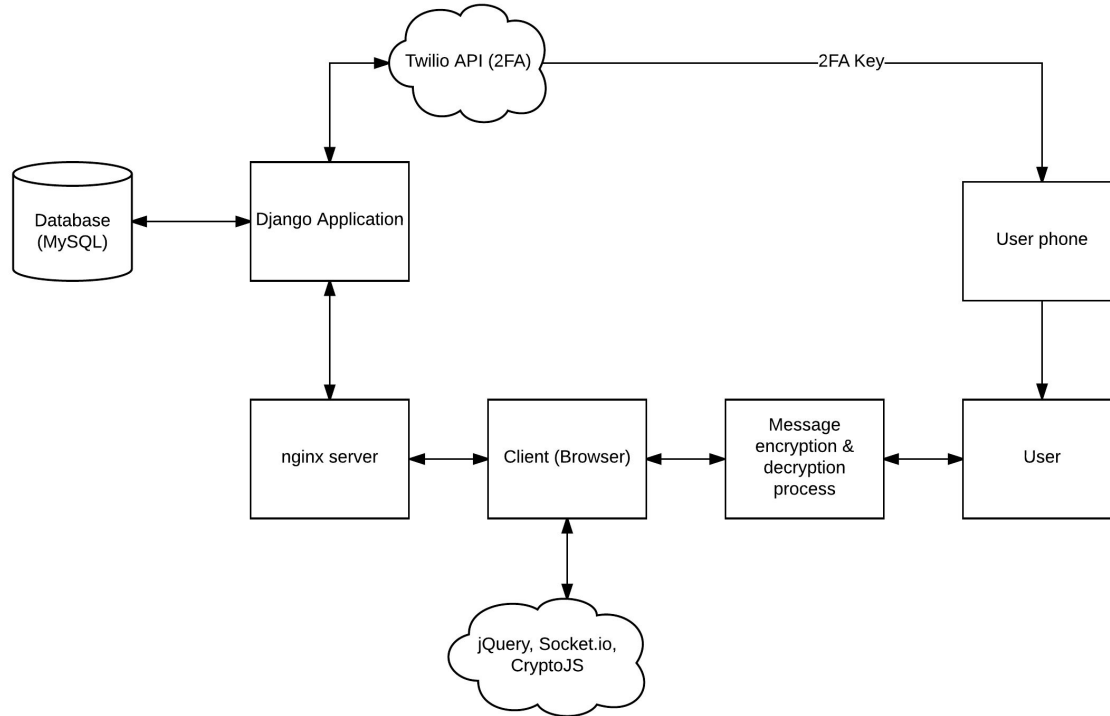 Twilio API (2FA)
2FA Key
Database
(MySQL)
Django Application
User phone
nginx server
Client (Browser)
Message
encryption &
decryption
process
User
jQuery, Socket.io,
CryptoJS